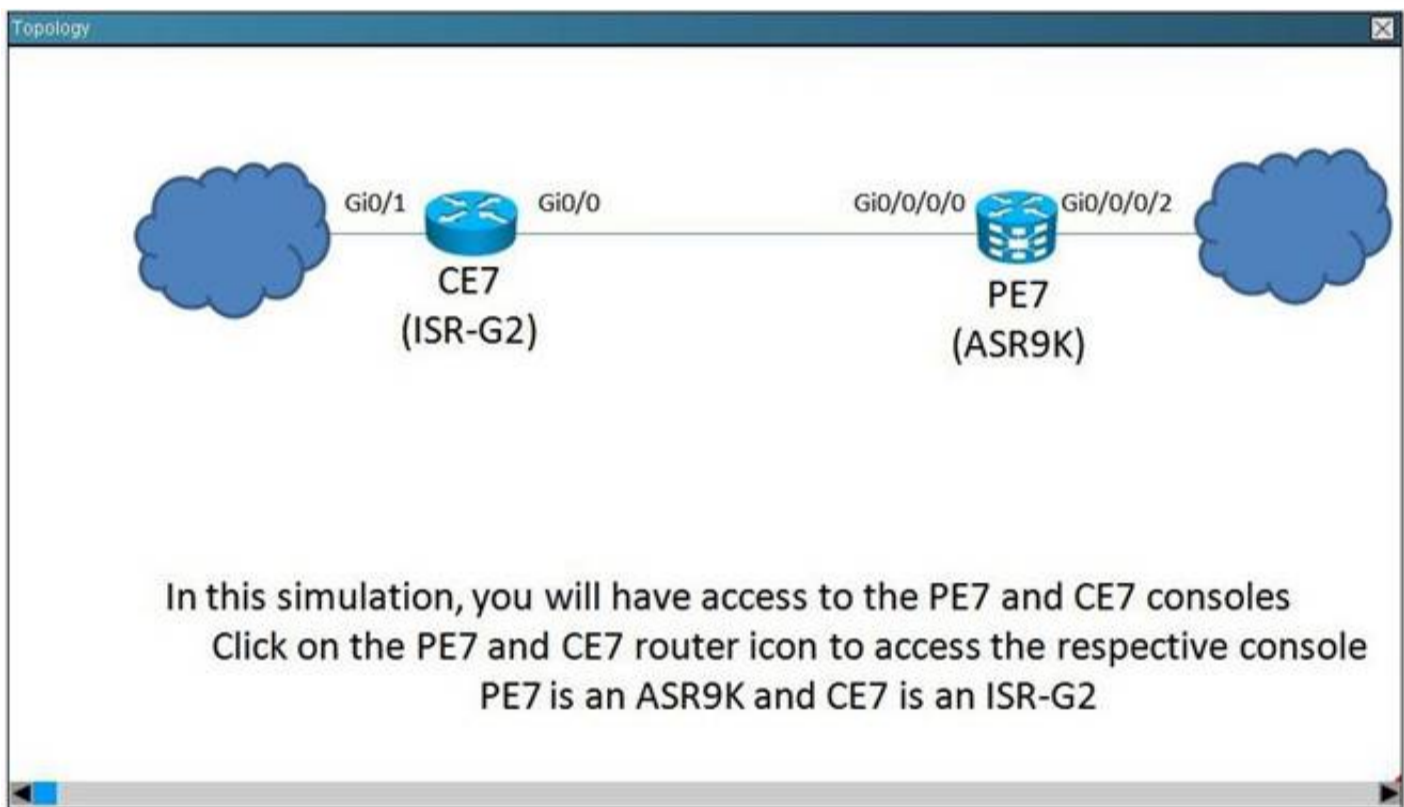 Topology
Gi0/1
Gi0/0
Gi0/0/0/0
Gi0/0/0/2
CE7
(ISR-G2)
PE7
(ASR9K)
In this simulation, you will have access to the PE7 and CE7 consoles
Click on the PE7 and CE7 router icon to access the respective console
PE7 is an ASR9K and CE7 is an ISR-G2